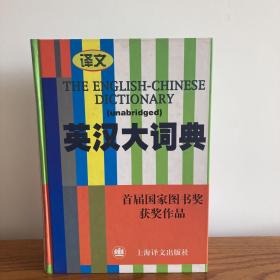 译文
THE ENGLISH-CHINESE
DICTIONARY
(unabridged)
英汉大词典
首届国家图书奖
获奖作品
上海译文出版社